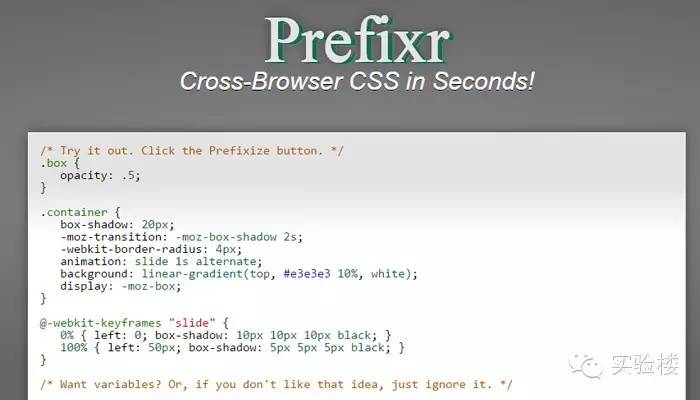 Prefixr
Cross-Browser CSS in Seconds!
/* Try it out. Click the Prefixize button. */
.box {
   opacity: .5;
}
.container {
   box-shadow: 20px;
   -moz-transition: -moz-box-shadow 2s;
   -webkit-border-radius: 4px;
   animation: slide 1s alternate;
   background: linear-gradient(top, #e3e3e3 10%, white);
   display: -moz-box;
}
@-webkit-keyframes "slide" {
   0% { left: 0; box-shadow: 10px 10px 10px black; }
   100% { left: 50px; box-shadow: 5px 5px 5px black; }
}
/* Want variables? Or, if you don't like that idea, just ignore it. */
实验楼